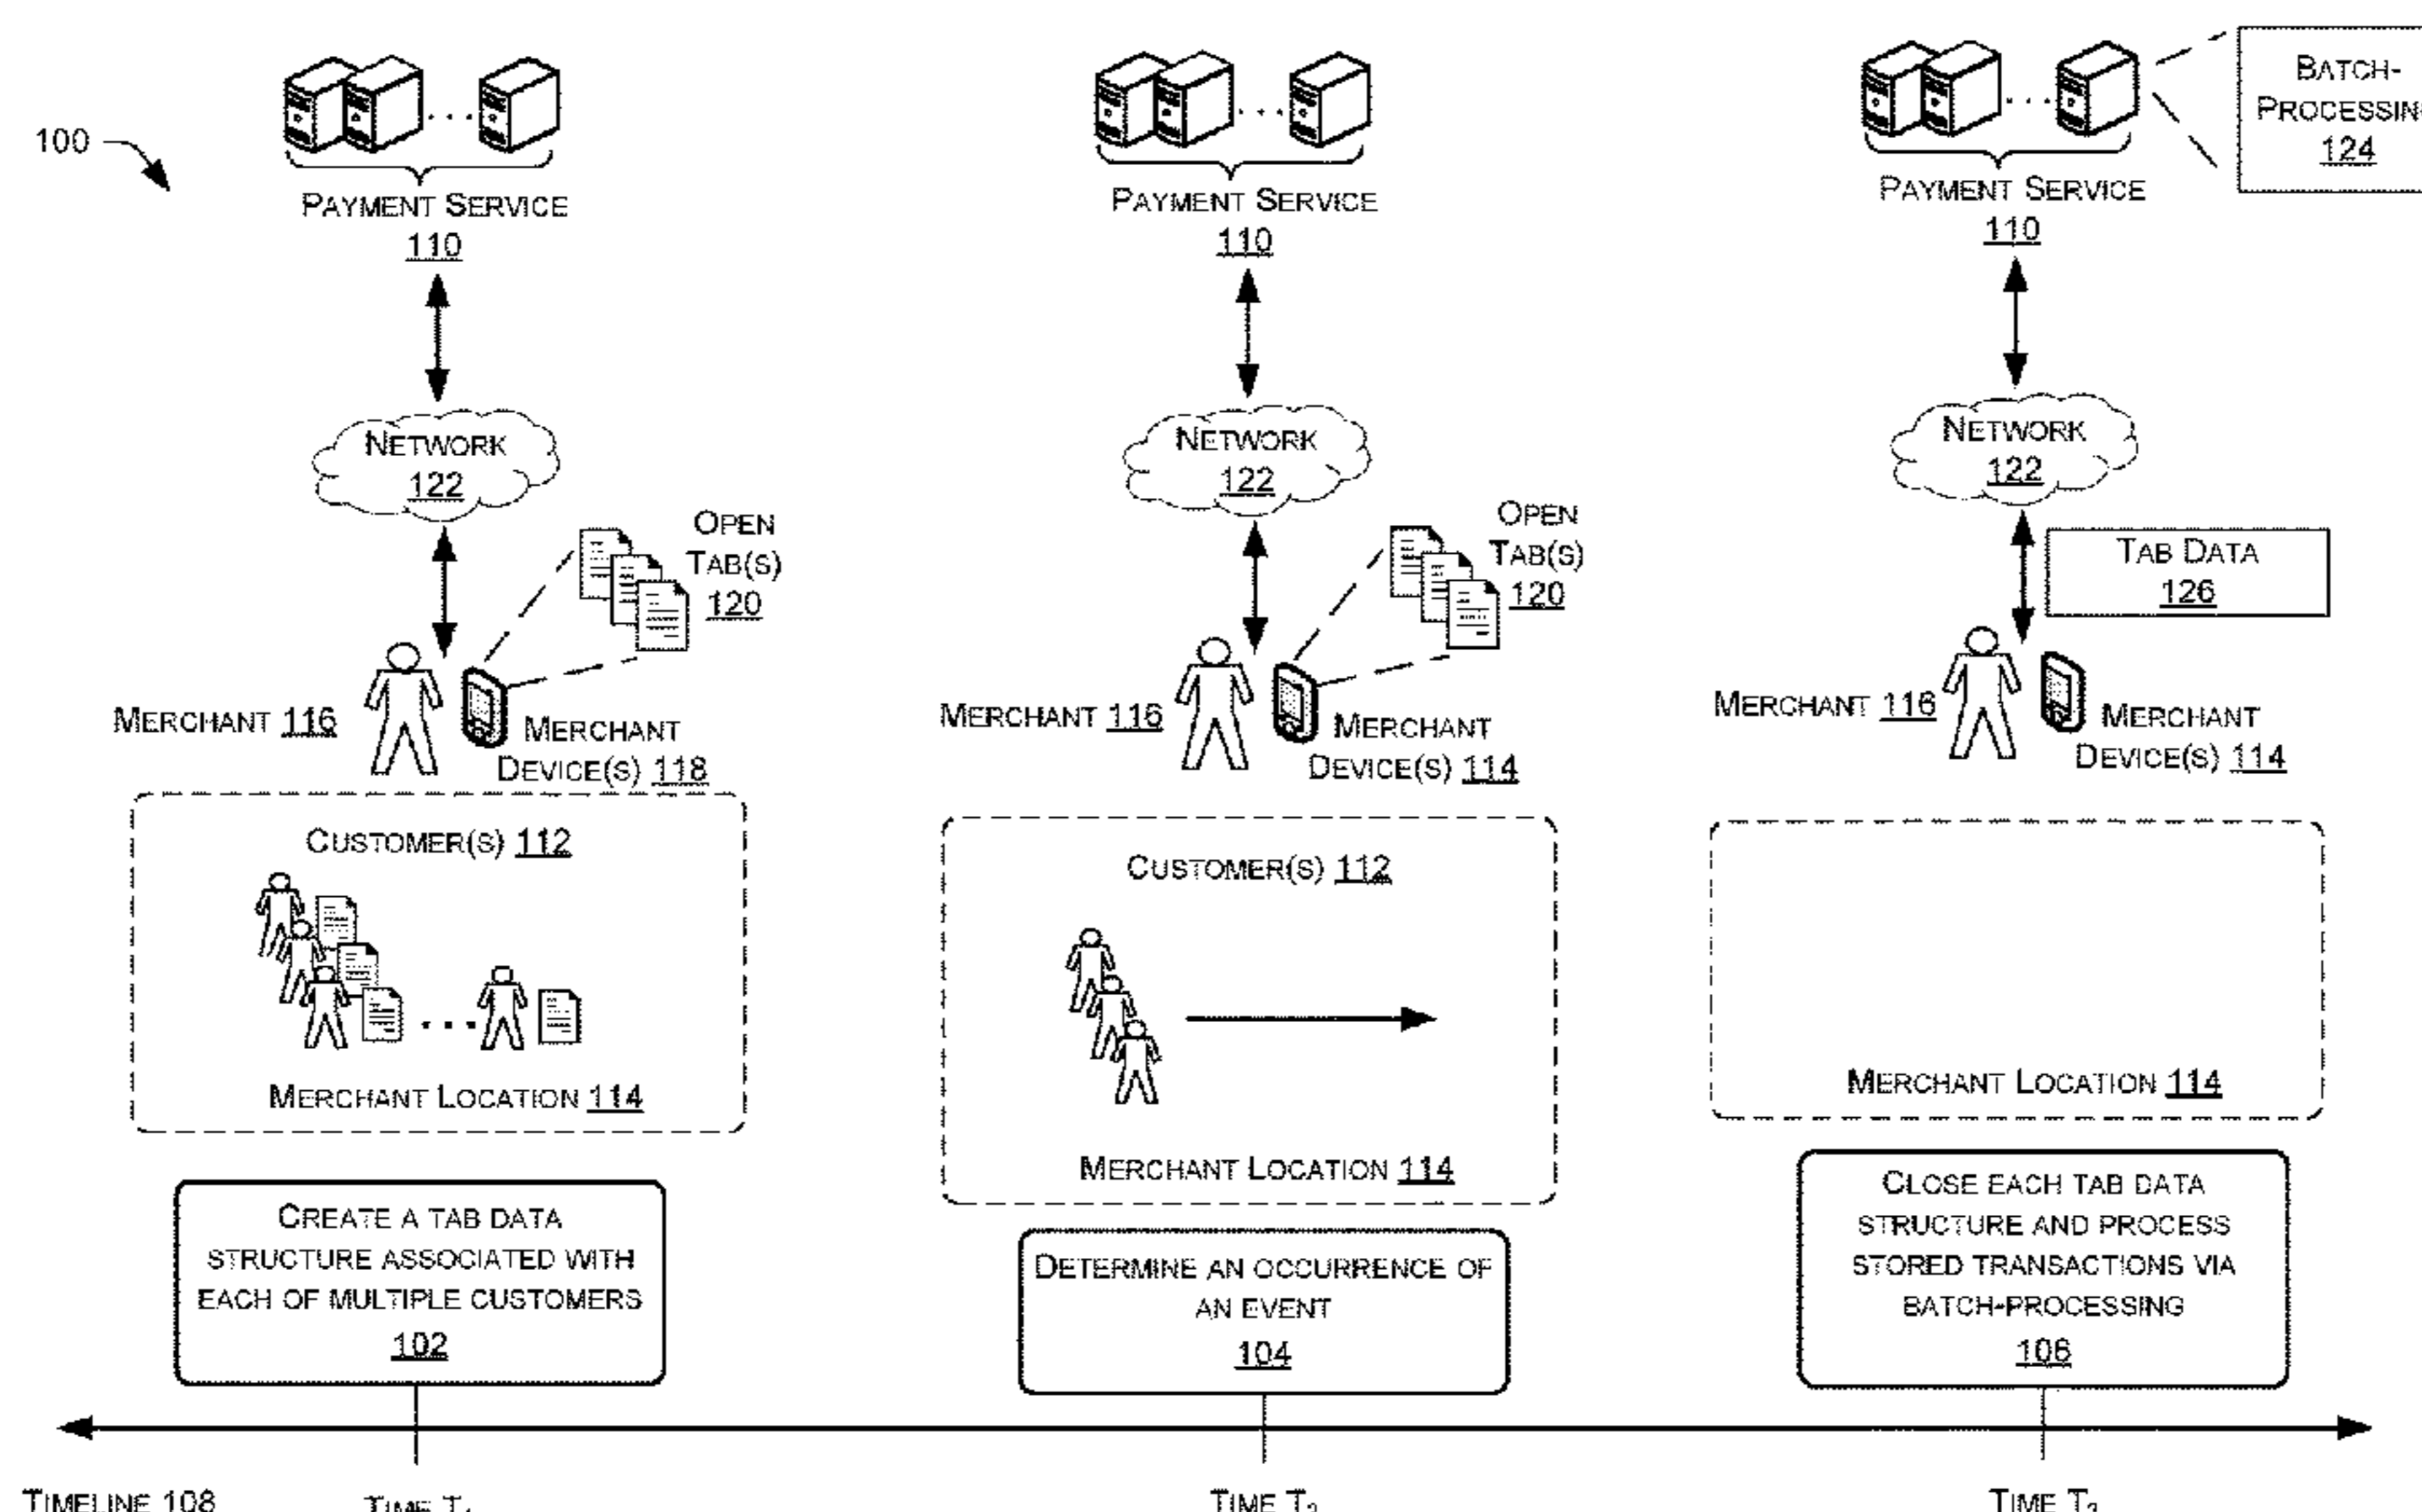 100
PAYMENT SERVICE
110
NETWORK
122
OPEN
TAB(S)
120
MERCHANT 116
MERCHANT
DEVICE(S) 118
CUSTOMER(S) 112
MERCHANT LOCATION 114
CREATE A TAB DATA
STRUCTURE ASSOCIATED WITH
EACH OF MULTIPLE CUSTOMERS
102
PAYMENT SERVICE
110
NETWORK
122
OPEN
TAB(S)
120
MERCHANT 116
MERCHANT
DEVICE(S) 114
CUSTOMER(S) 112
MERCHANT LOCATION 114
DETERMINE AN OCCURRENCE OF
AN EVENT
104
BATCH-
PROCESSING
124
PAYMENT SERVICE
110
NETWORK
122
TAB DATA
126
MERCHANT 116
MERCHANT
DEVICE(S) 114
MERCHANT LOCATION 114
CLOSE EACH TAB DATA
STRUCTURE AND PROCESS
STORED TRANSACTIONS VIA
BATCH-PROCESSING
106
TIMELINE 108
TIME T1
TIME T2
TIME T3